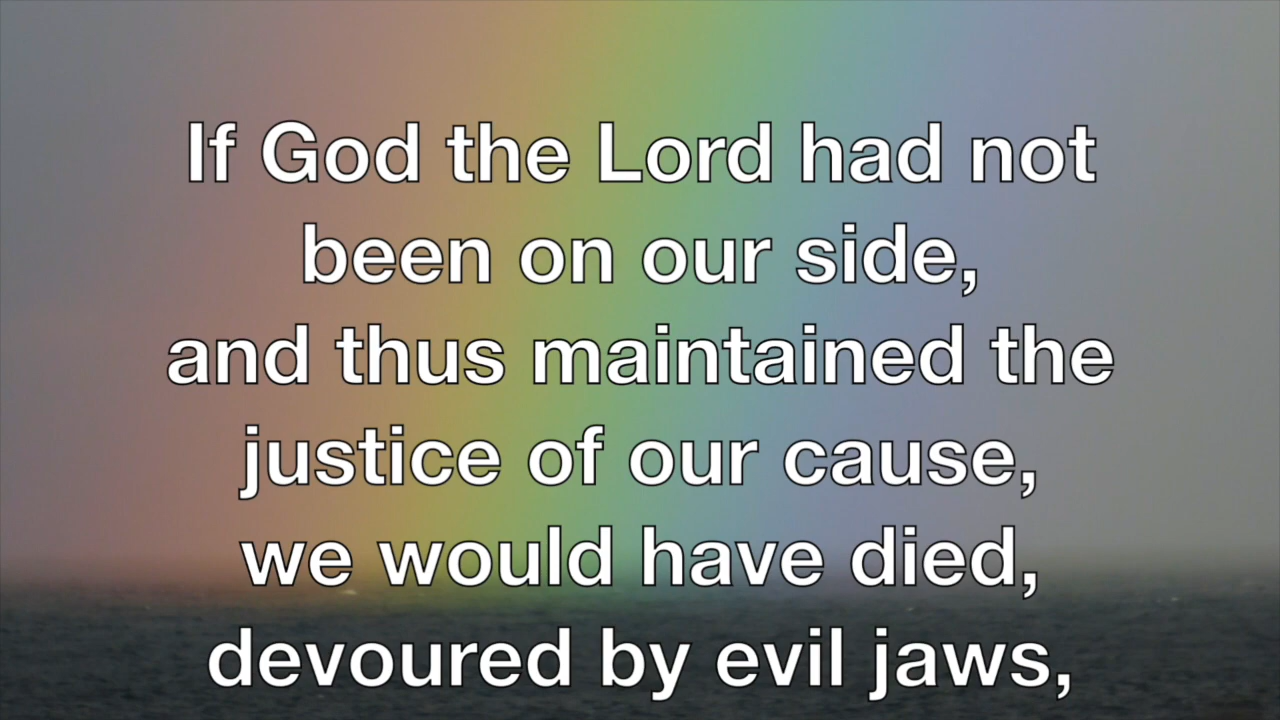 If God the Lord had not
been on our side,
and thus maintained the
justice of our cause,
we would have died,
devoured by evil jaws,